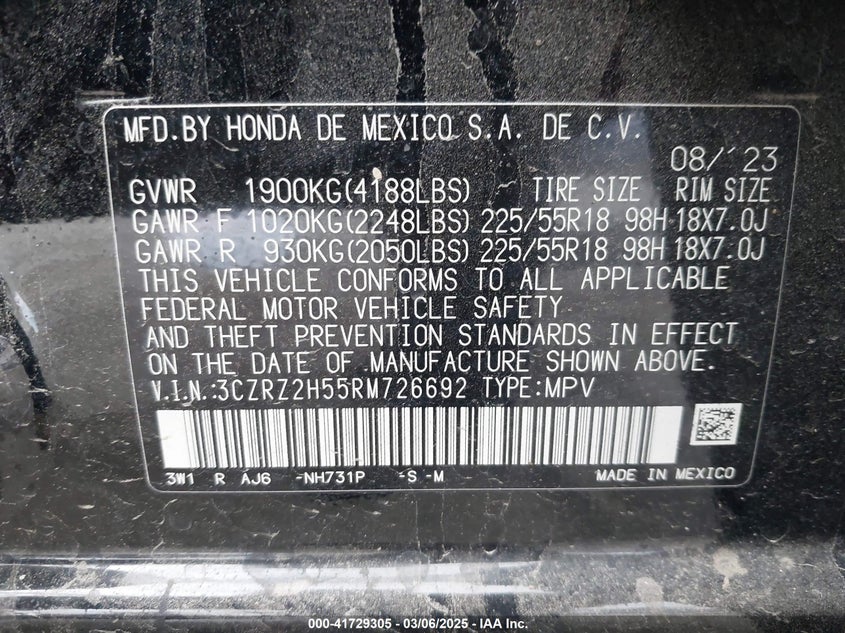 MFD.BY HONDA DE MEXICO S.A. DE C.V.
08/'23
GVWR 1900KG(4188LBS) TIRE SIZE RIM SIZE
GAWR F 1020KG(2248LBS) 225/55R18 98H 18X7.0J
GAWR R 930KG(2050LBS) 225/55R18 98H 18X7.0J
THIS VEHICLE CONFORMS TO ALL APPLICABLE
FEDERAL MOTOR VEHICLE SAFETY
AND THEFT PREVENTION STANDARDS IN EFFECT
ON THE DATE OF MANUFACTURE SHOWN ABOVE.
V.I.N.:3CZRZ2H55RM726692 TYPE:MPV
3W1 R AJ6 -NH731P -S -M MADE IN MEXICO
000-41729305 - 03/06/2025 - IAA Inc.